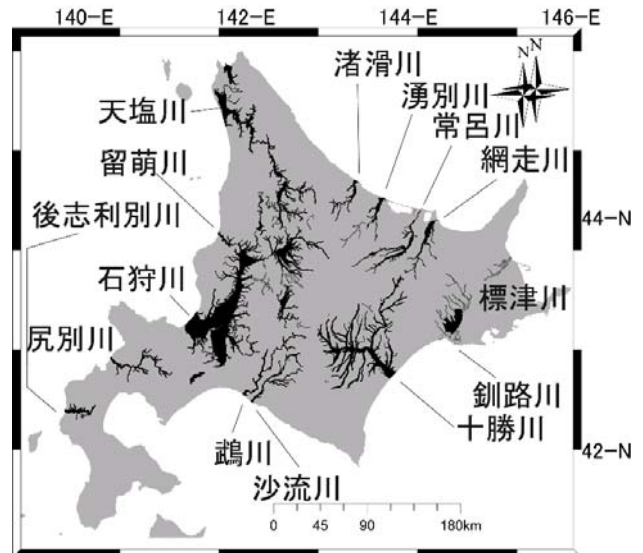 140-E 142-E 144-E 146-E
N
N
渚滑川
湧別川
常呂川
網走川
天塩川
留萌川
後志利別川
44-N
石狩川
標津川
尻別川
釧路川
十勝川
鵡川
沙流川
42-N
0 45 90 180km